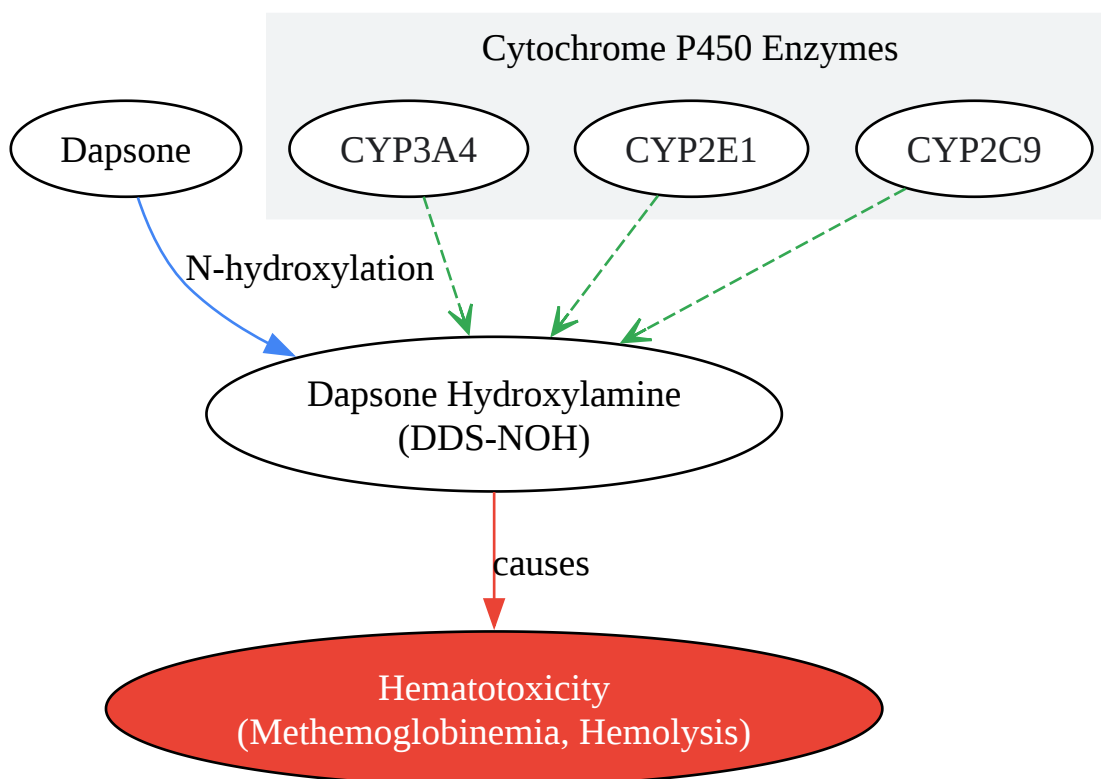 Cytochrome P450 Enzymes
Dapsone
CYP3A4
CYP2E1
CYP2C9
N-hydroxylation
Dapsone Hydroxylamine
(DDS-NOH)
causes
Hematotoxicity
(Methemoglobinemia, Hemolysis)